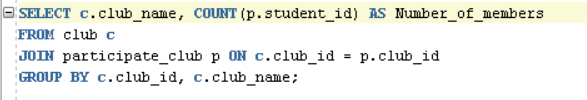 SELECT c.club_name, COUNT(p.student_id) AS Number_of_members
FROM club c
JOIN participate_club p ON c.club_id = p.club_id
GROUP BY c.club_id, c.club_name;